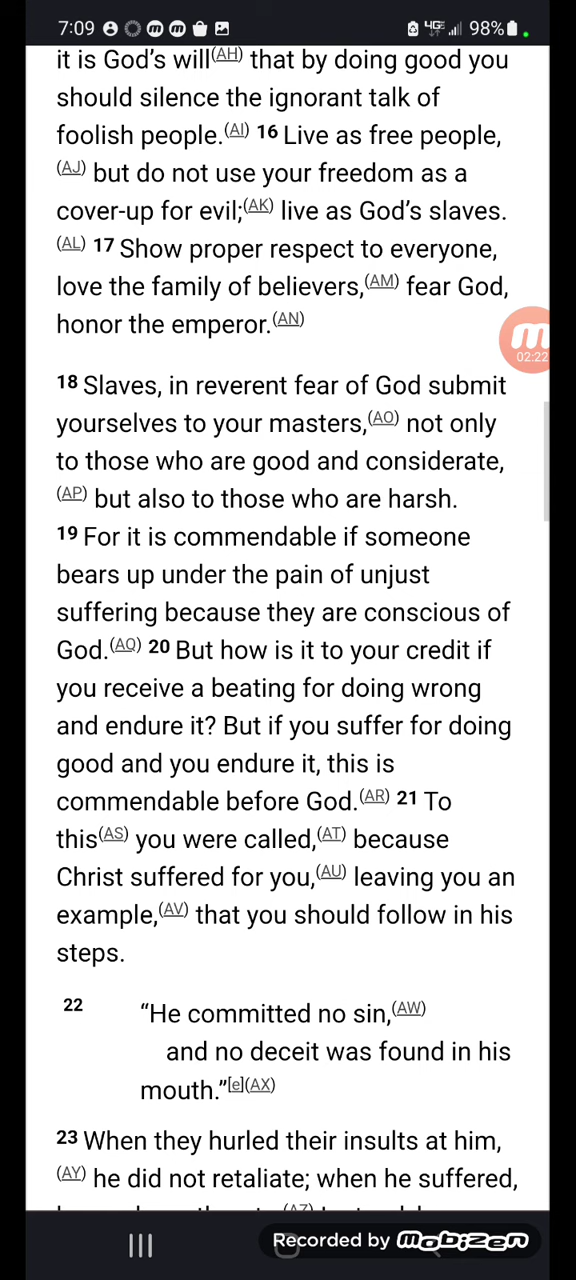 7:09 4GE 98%
it is God’s will(AH) that by doing good you
should silence the ignorant talk of
foolish people.(AI) 16 Live as free people,
(AJ) but do not use your freedom as a
cover-up for evil;(AK) live as God’s slaves.
(AL) 17 Show proper respect to everyone,
love the family of believers,(AM) fear God,
honor the emperor.(AN)
02:22
18 Slaves, in reverent fear of God submit
yourselves to your masters,(AO) not only
to those who are good and considerate,
(AP) but also to those who are harsh.
19 For it is commendable if someone
bears up under the pain of unjust
suffering because they are conscious of
God.(AQ) 20 But how is it to your credit if
you receive a beating for doing wrong
and endure it? But if you suffer for doing
good and you endure it, this is
commendable before God.(AR) 21 To
this(AS) you were called,(AT) because
Christ suffered for you,(AU) leaving you an
example,(AV) that you should follow in his
steps.
22 “He committed no sin,(AW)
and no deceit was found in his
mouth.”[e](AX)
23 When they hurled their insults at him,
(AY) he did not retaliate; when he suffered,
Recorded by Mobizen